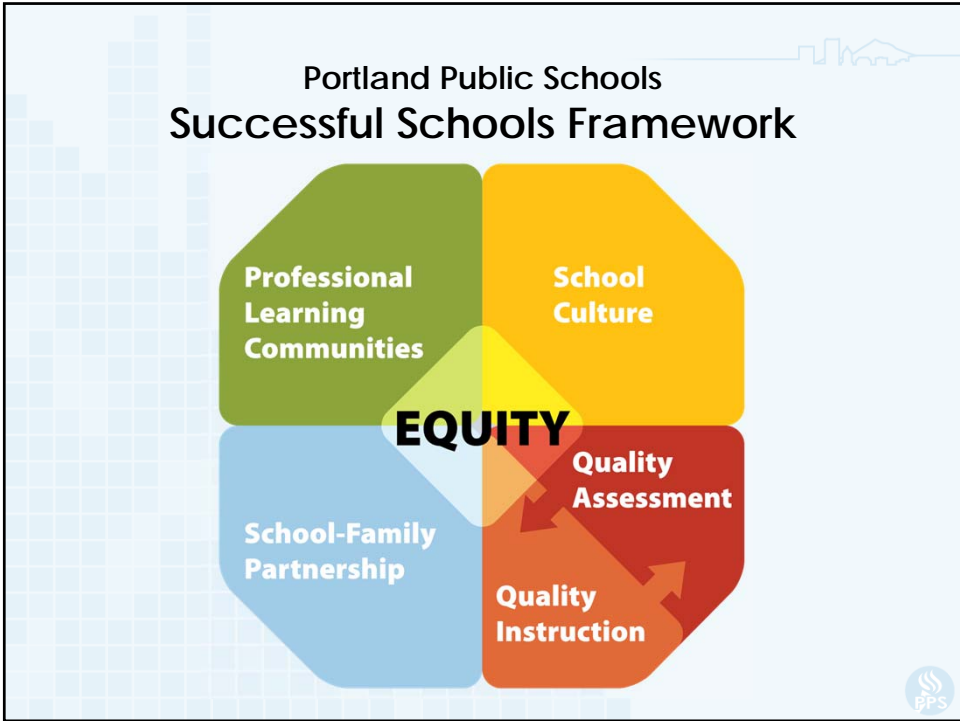 Portland Public Schools
Successful Schools Framework
Professional
Learning
Communities
School
Culture
EQUITY
School-Family
Partnership
Quality
Assessment
Quality
Instruction
PPS